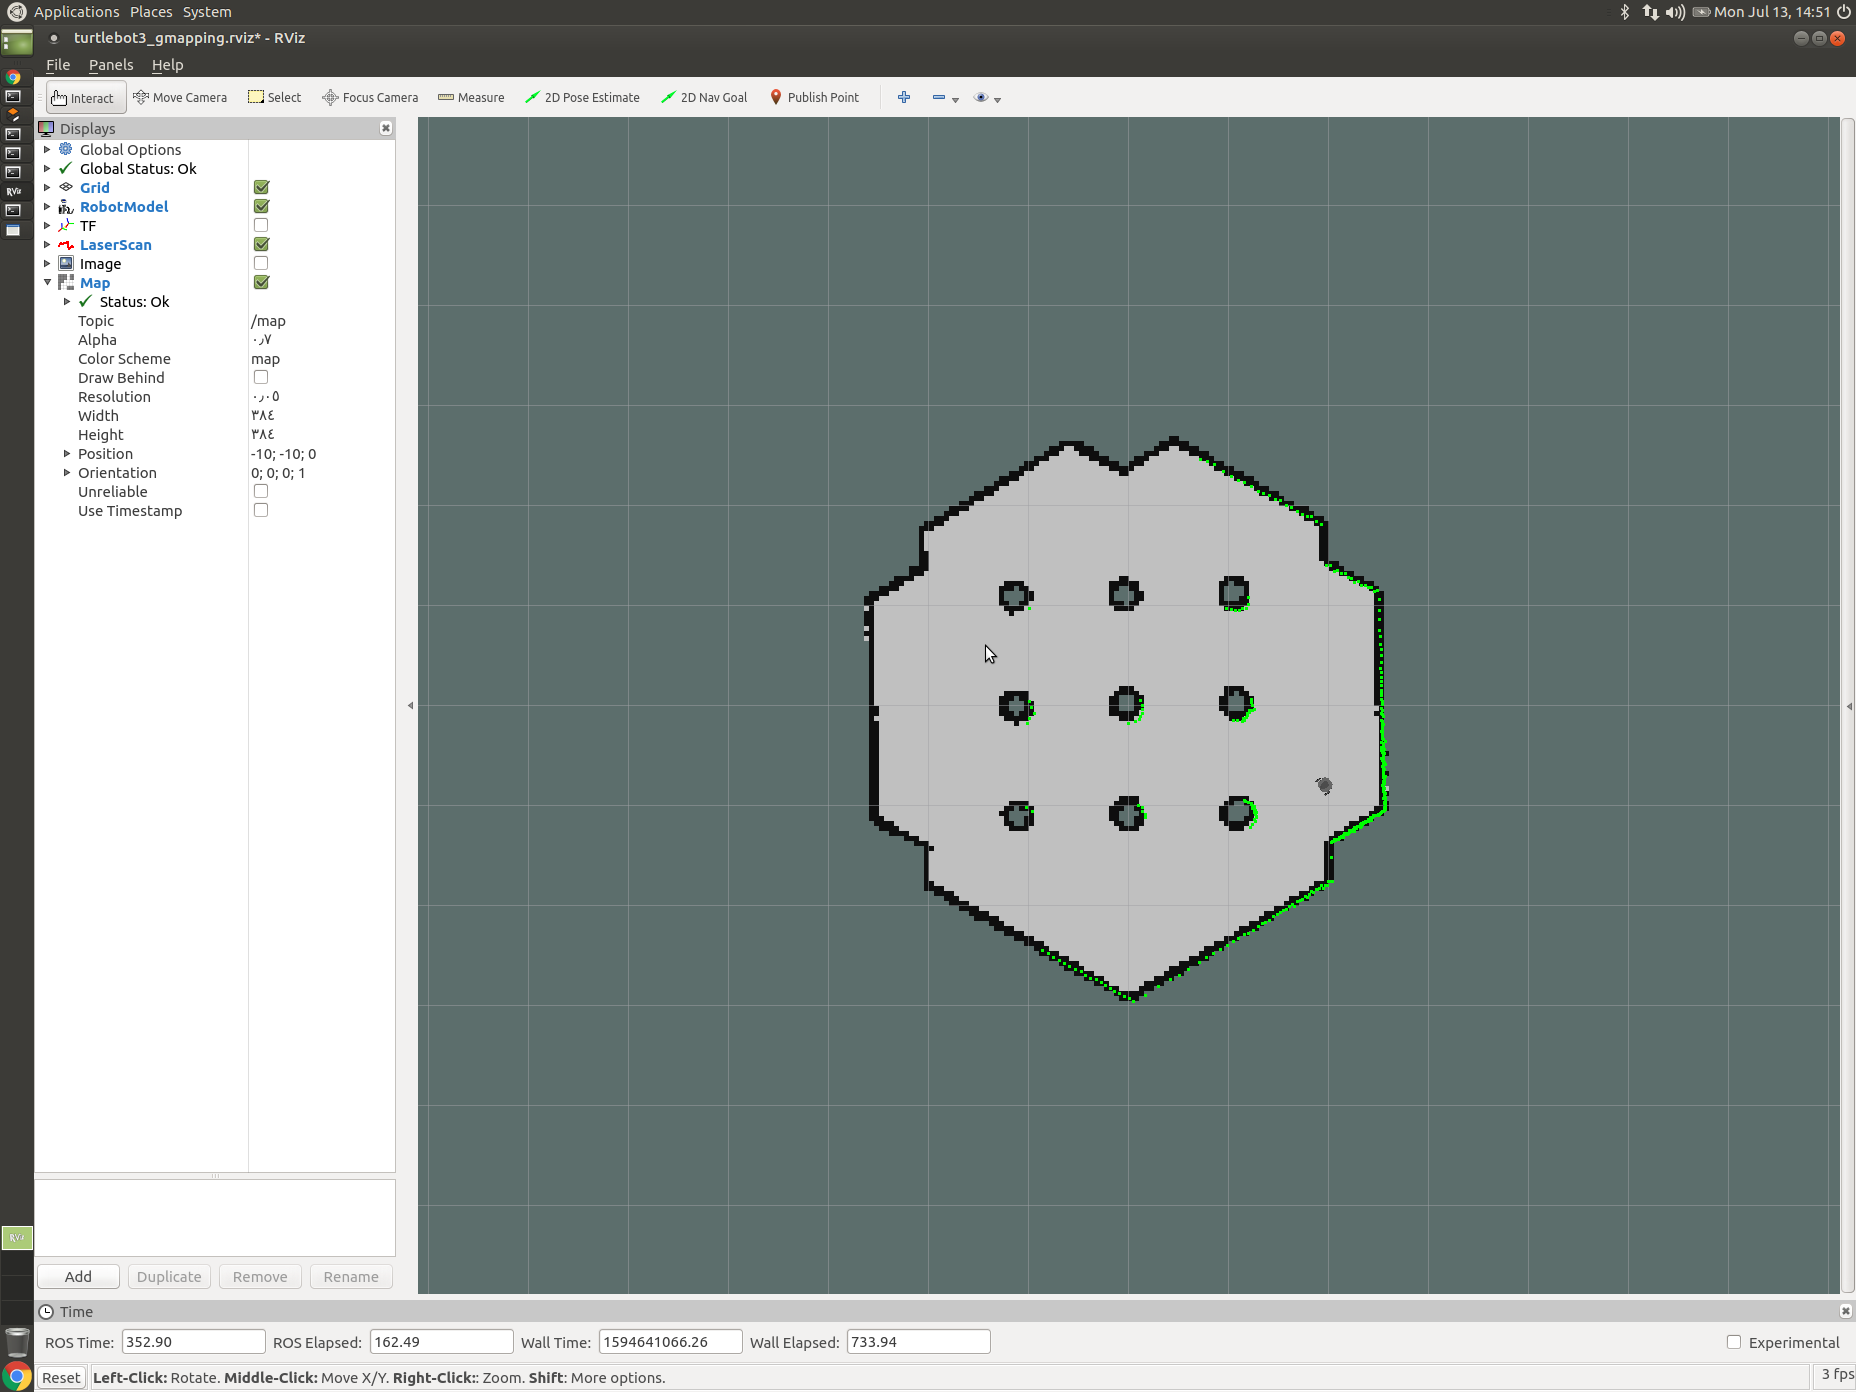 Applications Places System
Mon Jul 13, 14:51
turtlebot3_gmapping.rviz* - RViz
File Panels Help
Interact Move Camera Select Focus Camera Measure 2D Pose Estimate 2D Nav Goal Publish Point
Displays
Global Options
Global Status: Ok
Grid
RobotModel
TF
LaserScan
Image
Map
Status: Ok
Topic /map
Alpha ٠٫٧
Color Scheme map
Draw Behind
Resolution ٠٫٠٥
Width ٣٨٤
Height ٣٨٤
Position -10; -10; 0
Orientation 0; 0; 0; 1
Unreliable
Use Timestamp
RViz
RViz
Add Duplicate Remove Rename
Time
ROS Time: 352.90 ROS Elapsed: 162.49 Wall Time: 1594641066.26 Wall Elapsed: 733.94 Experimental
Reset Left-Click: Rotate. Middle-Click: Move X/Y. Right-Click:: Zoom. Shift: More options. 3 fps